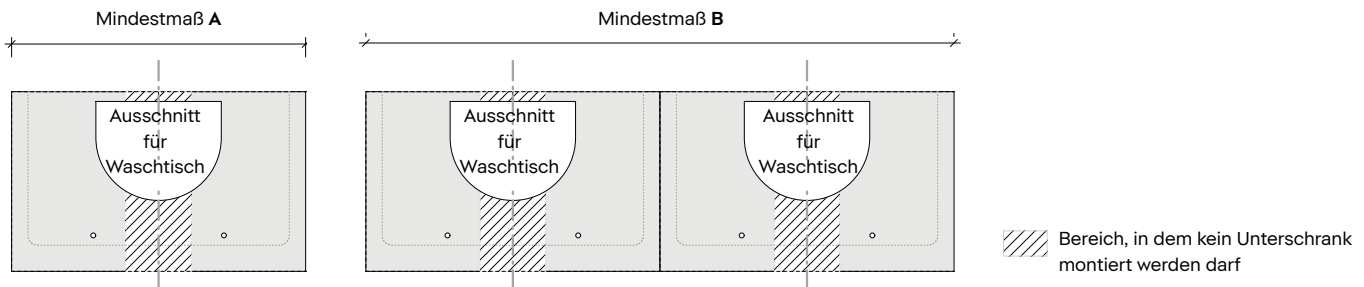 Mindestmaß A
Mindestmaß B
Ausschnitt
für
Waschtisch
Ausschnitt
für
Waschtisch
Ausschnitt
für
Waschtisch
Bereich, in dem kein Unterschrank
montiert werden darf